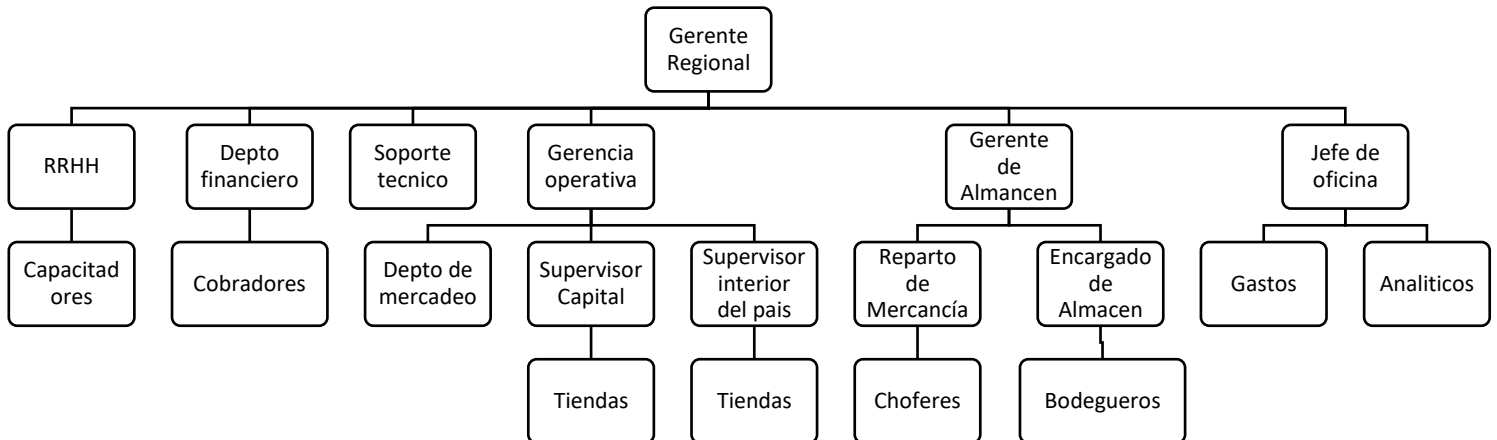 Gerente
Regional
RRHH
Depto
financiero
Soporte
tecnico
Gerencia
operativa
Gerente
de
Almancen
Jefe de
oficina
Capacitad
ores
Cobradores
Depto de
mercadeo
Supervisor
Capital
Supervisor
interior
del pais
Reparto
de
Mercancía
Encargado
de
Almacen
Gastos
Analiticos
Tiendas
Tiendas
Choferes
Bodegueros